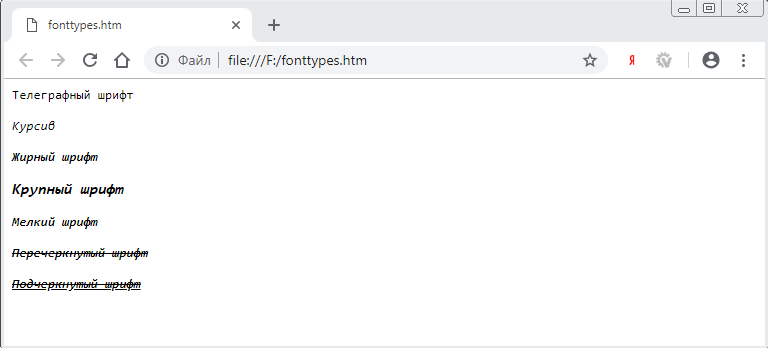 fonttypes.htm
Файл
file:///F:/fonttypes.htm
Я
Телеграфный шрифт
Курсив
Жирный шрифт
Крупный шрифт
Мелкий шрифт
Перечеркнутый шрифт
Подчеркнутый шрифт